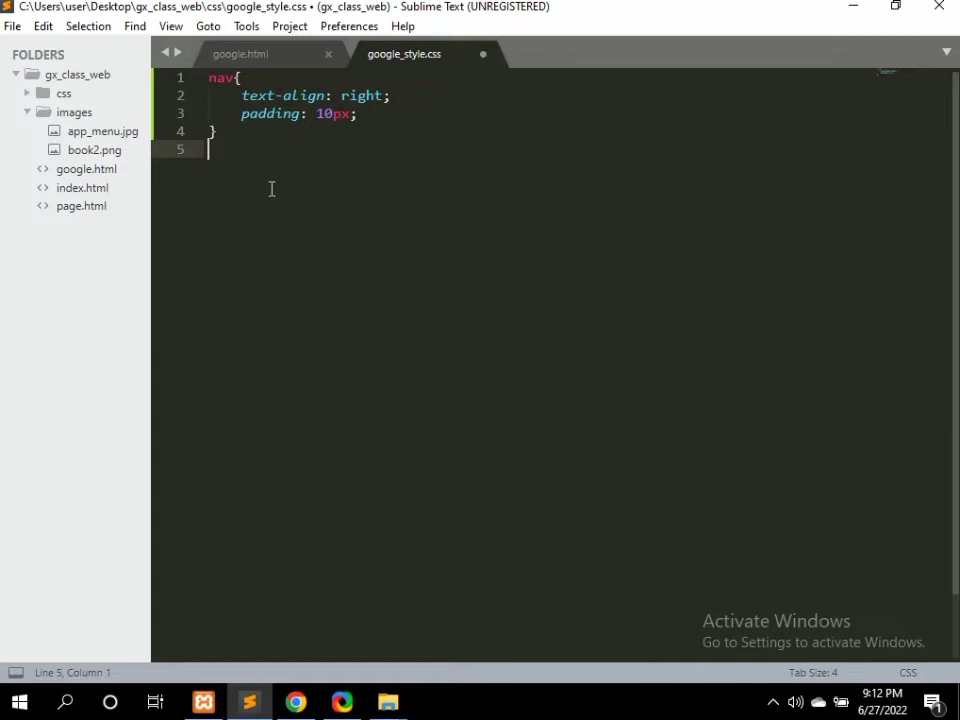 C:\Users\user\Desktop\gx_class_web\css\google_style.css • (gx_class_web) - Sublime Text (UNREGISTERED)
File Edit Selection View Goto Tools Project Preferences Help
FOLDERS
gx_class_web
css
images
app_menu.jpg
book2.png
google.html
index.html
page.html
google.html × google_style.css
1 nav{
2 text-align: right;
3 padding: 10px;
4 }
5
Activate Windows
Go to Settings to activate Windows.
Line 5, Column 1 Tab Size: 4 CSS
9:12 PM
6/27/2022
1